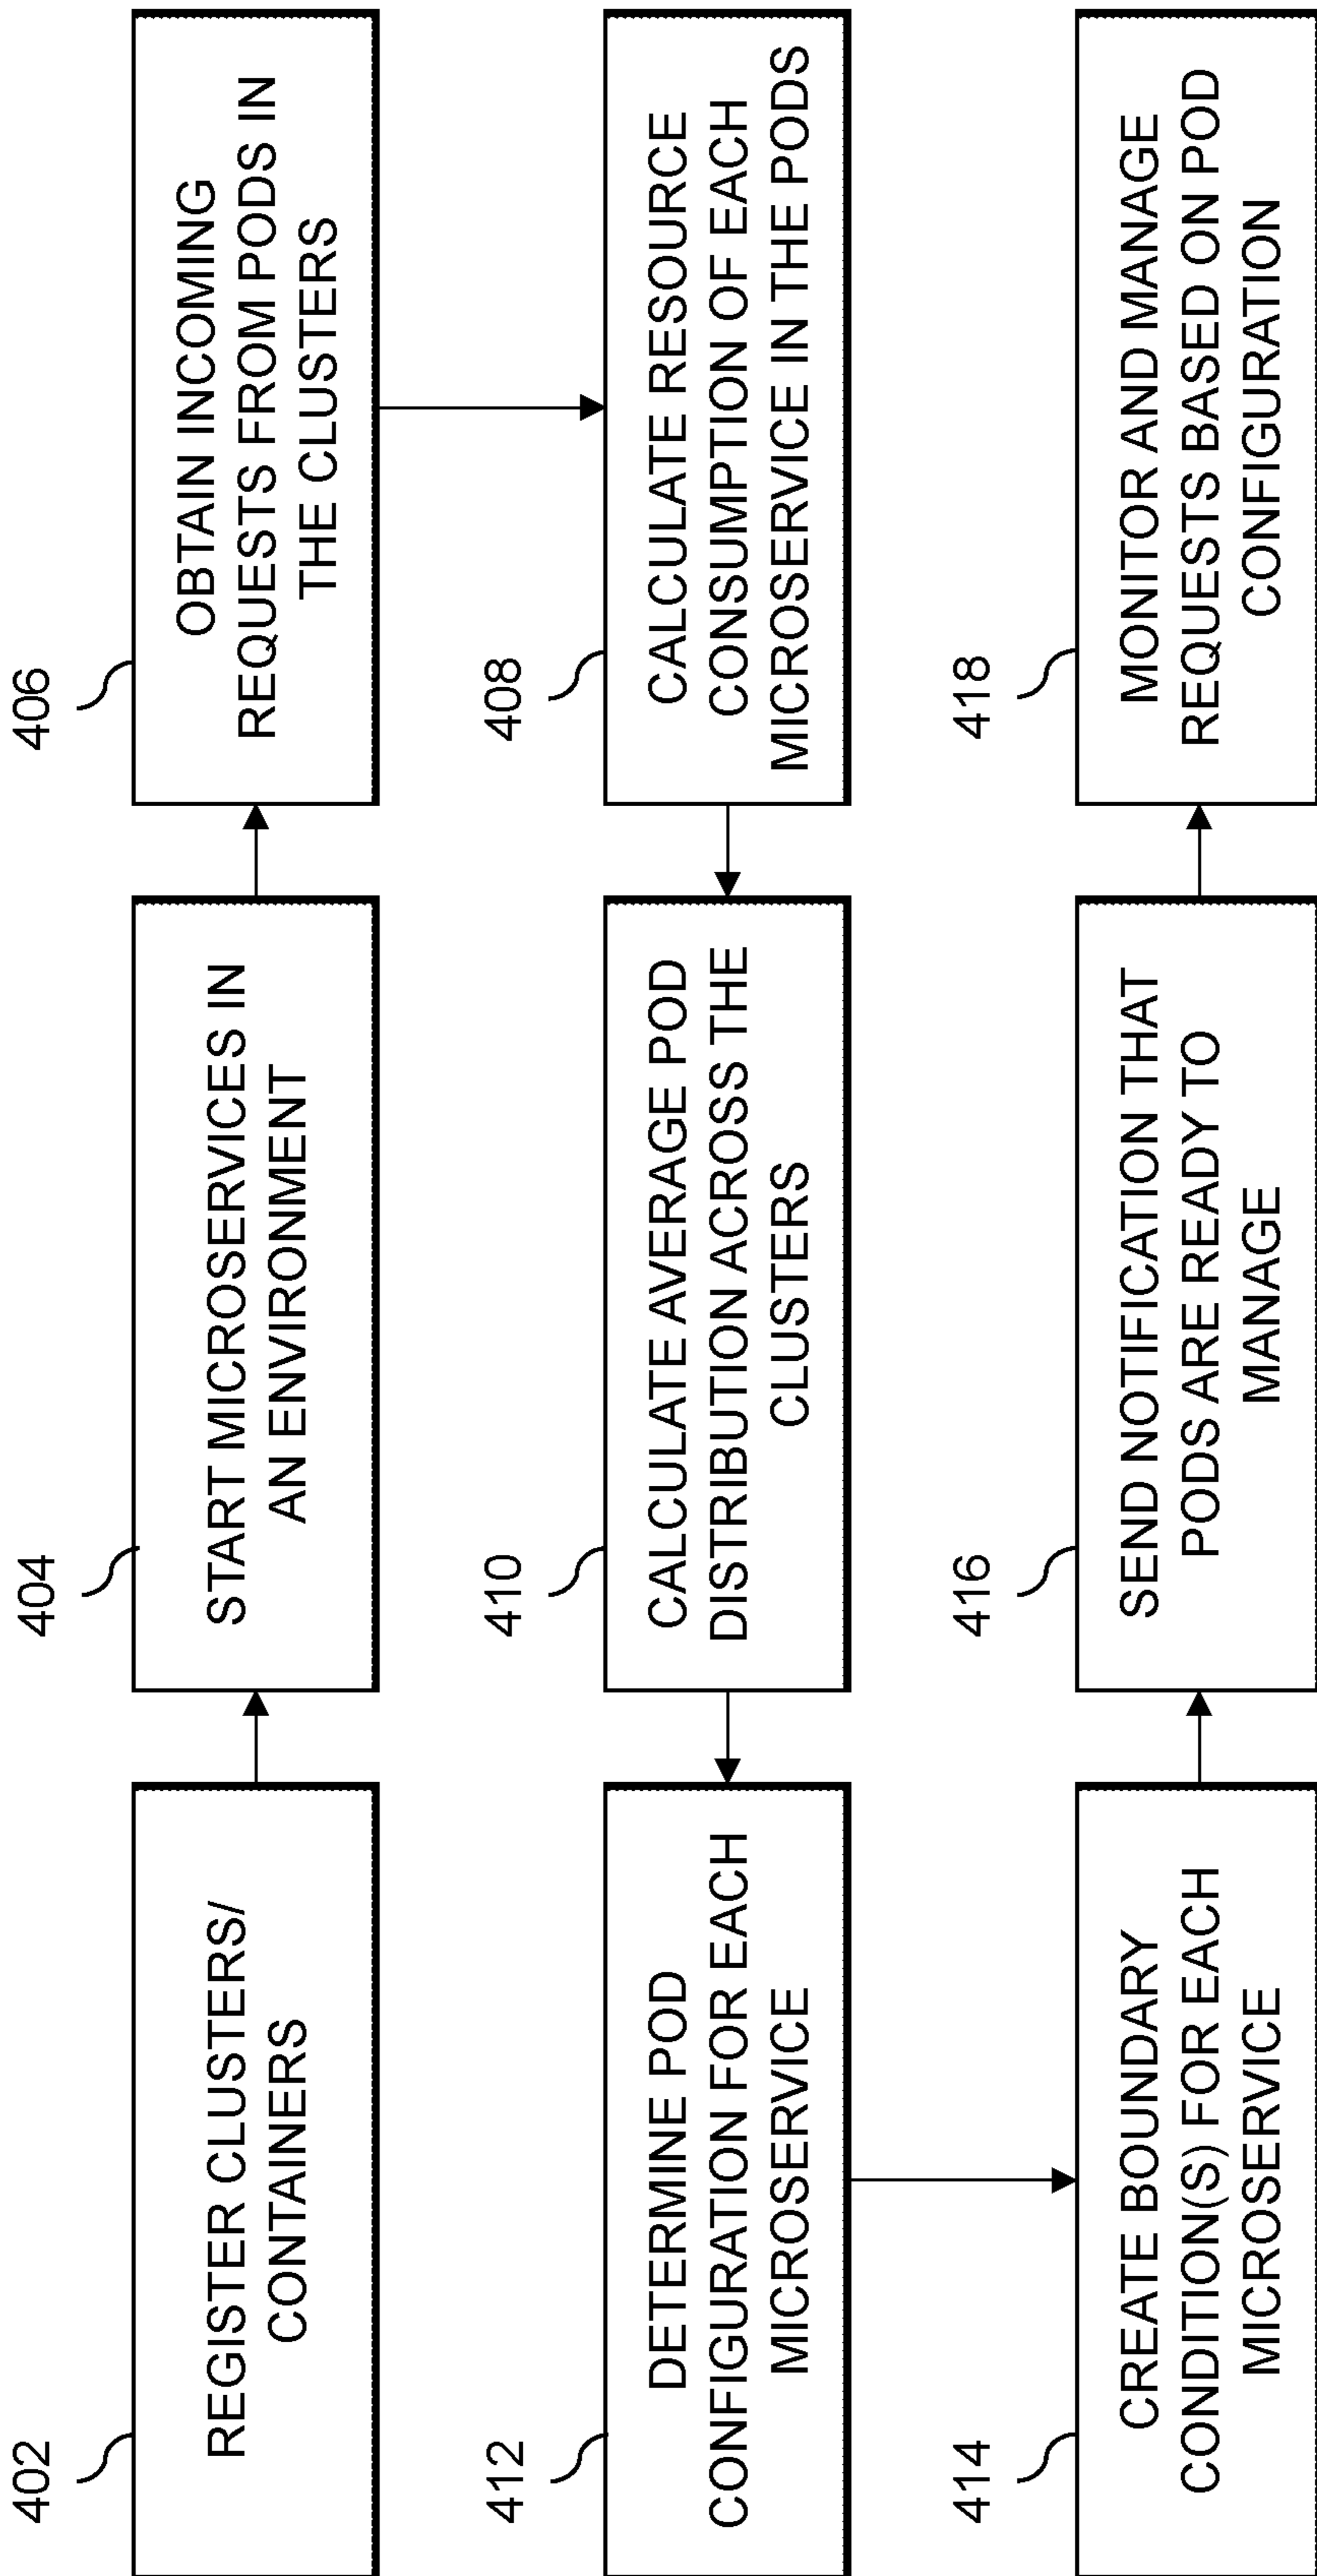 402
REGISTER CLUSTERS/
CONTAINERS
404
START MICROSERVICES IN
AN ENVIRONMENT
406
OBTAIN INCOMING
REQUESTS FROM PODS IN
THE CLUSTERS
408
CALCULATE RESOURCE
CONSUMPTION OF EACH
MICROSERVICE IN THE PODS
410
CALCULATE AVERAGE POD
DISTRIBUTION ACROSS THE
CLUSTERS
412
DETERMINE POD
CONFIGURATION FOR EACH
MICROSERVICE
414
CREATE BOUNDARY
CONDITION(S) FOR EACH
MICROSERVICE
416
SEND NOTIFICATION THAT
PODS ARE READY TO
MANAGE
418
MONITOR AND MANAGE
REQUESTS BASED ON POD
CONFIGURATION